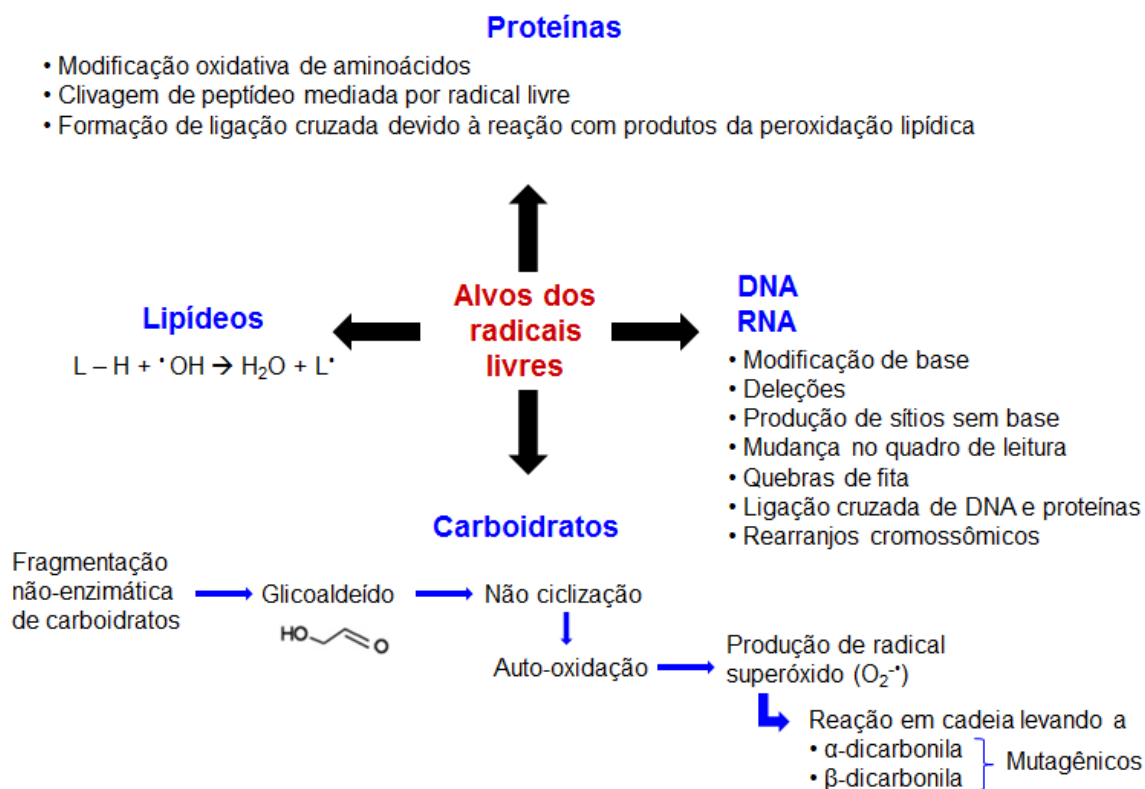 Proteínas
• Modificação oxidativa de aminoácidos
• Clivagem de peptídeo mediada por radical livre
• Formação de ligação cruzada devido à reação com produtos da peroxidação lipídica
Alvos dos
radicais
livres
Lipídeos
L – H + • OH → H₂O + L•
DNA
RNA
• Modificação de base
• Deleções
• Produção de sítios sem base
• Mudança no quadro de leitura
• Quebras de fita
• Ligação cruzada de DNA e proteínas
• Rearranjos cromossômicos
Carboidratos
Fragmentação
não-enzimática
de carboidratos
Glicoaldeído
HO
O
Não ciclização
Auto-oxidação
Produção de radical
superóxido (O₂⁻•)
Reação em cadeia levando a
• α-dicarbonila
• β-dicarbonila
Mutagênicos